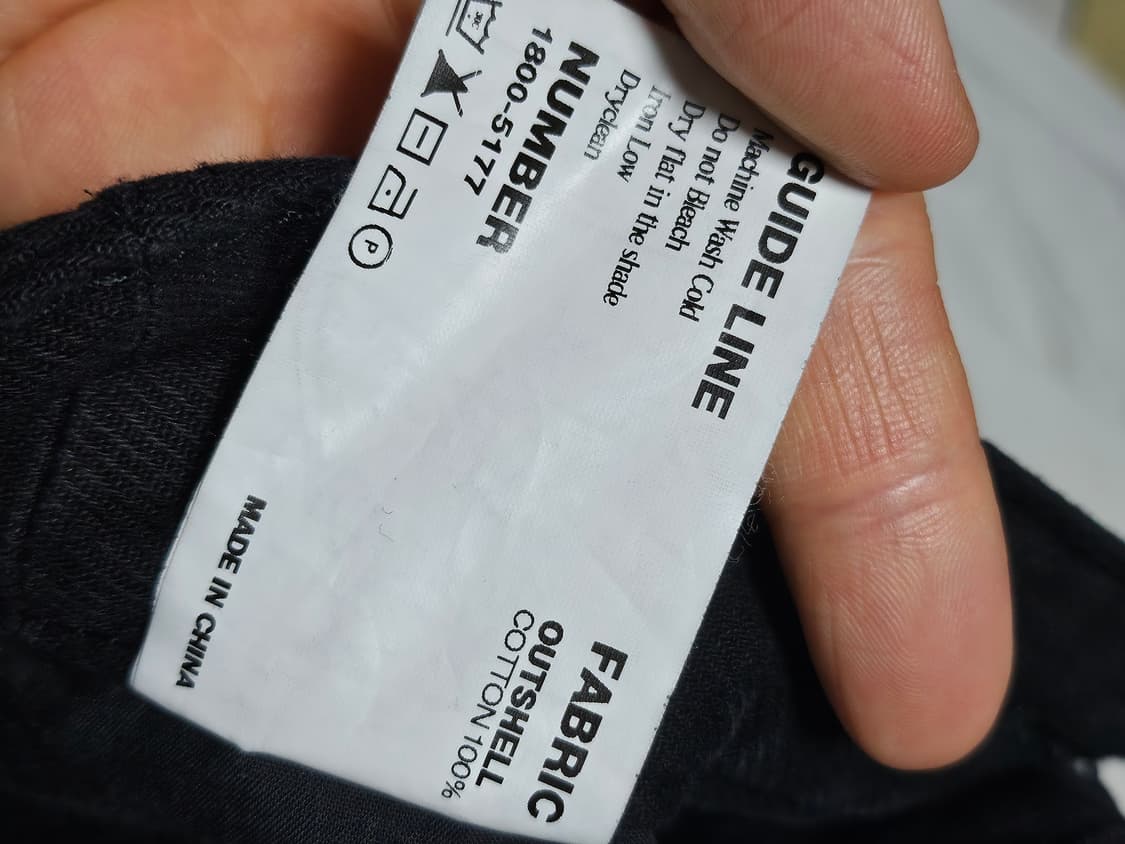 GUIDE LINE
Machine Wash Cold
Do not Bleach
Dry flat in the shade
Iron Low
Dryclean
NUMBER
1800-5177
30C
P
FABRIC
OUTSHELL
COTTON 100%
MADE IN CHINA